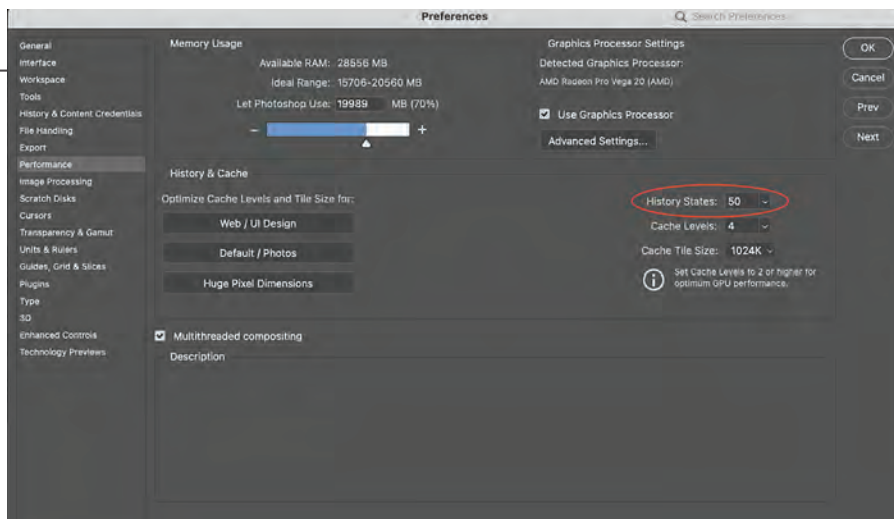 Preferences
Search Preferences
General
Interface
Workspace
Tools
History & Content Credentials
File Handling
Export
Performance
Image Processing
Scratch Disks
Cursors
Transparency & Gamut
Units & Rulers
Guides, Grid & Slices
Plugins
Type
3D
Enhanced Controls
Technology Previews
Memory Usage
Available RAM: 28556 MB
Ideal Range: 15706-20560 MB
Let Photoshop Use: 19989 MB (70%)
− +
Graphics Processor Settings
Detected Graphics Processor:
AMD Radeon Pro Vega 20 (AMD)
Use Graphics Processor
Advanced Settings...
History & Cache
Optimize Cache Levels and Tile Size for:
Web / UI Design
Default / Photos
Huge Pixel Dimensions
History States: 50
Cache Levels: 4
Cache Tile Size: 1024K
Set Cache Levels to 2 or higher for
optimum GPU performance.
Multithreaded compositing
Description
OK
Cancel
Prev
Next